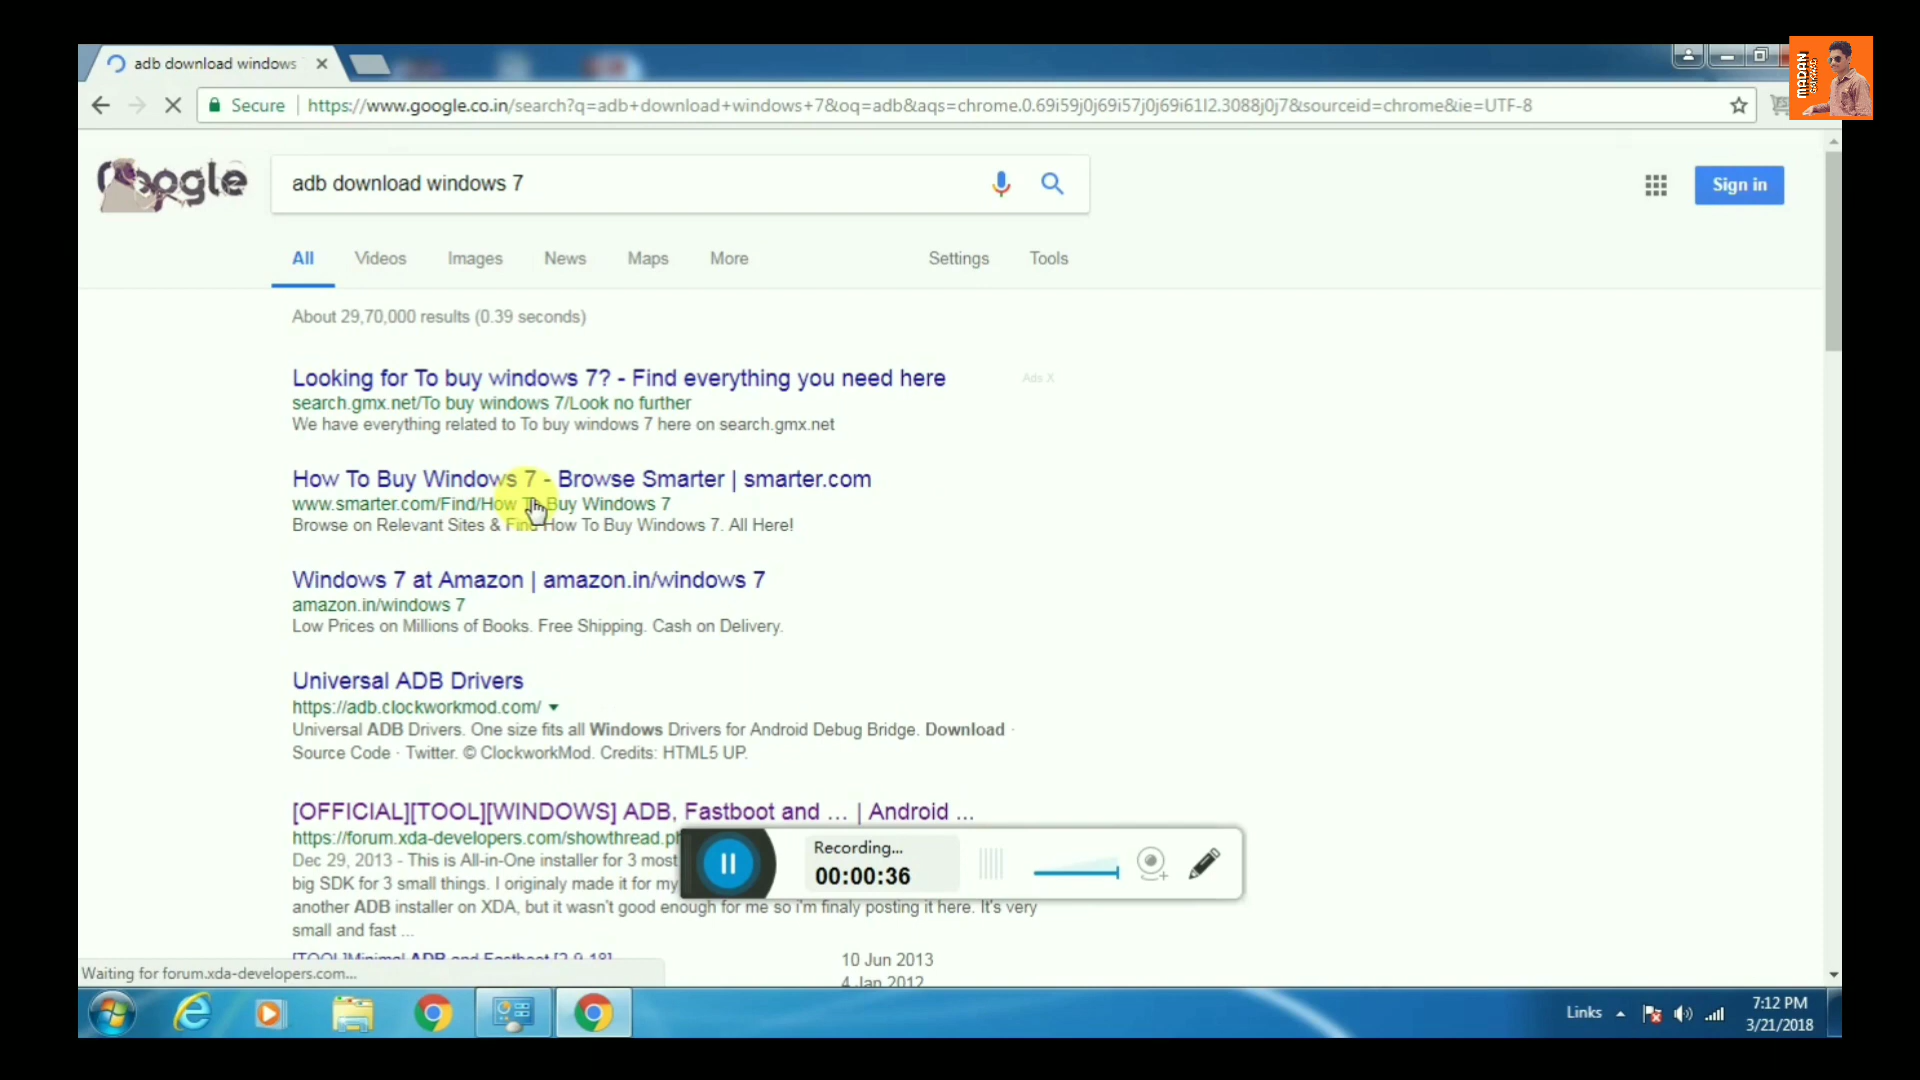 adb download windows
MADAN
Secure
https://www.google.co.in/search?q=adb+download+windows+7&oq=adb&aqs=chrome.0.69i59j0j69i57j0j69i61l2.3088j0j7&sourceid=chrome&ie=UTF-8
Google
adb download windows 7
Sign in
All Videos Images News Maps More Settings Tools
About 29,70,000 results (0.39 seconds)
Looking for To buy windows 7? - Find everything you need here
Ads X
search.gmx.net/To buy windows 7/Look no further
We have everything related to To buy windows 7 here on search.gmx.net
How To Buy Windows 7 - Browse Smarter | smarter.com
www.smarter.com/Find/How To Buy Windows 7
Browse on Relevant Sites & Find How To Buy Windows 7. All Here!
Windows 7 at Amazon | amazon.in/windows 7
amazon.in/windows 7
Low Prices on Millions of Books. Free Shipping. Cash on Delivery.
Universal ADB Drivers
https://adb.clockworkmod.com/
Universal ADB Drivers. One size fits all Windows Drivers for Android Debug Bridge. Download ·
Source Code · Twitter. © ClockworkMod. Credits: HTML5 UP.
[OFFICIAL][TOOL][WINDOWS] ADB, Fastboot and ... | Android ...
https://forum.xda-developers.com/showthread.p
Dec 29, 2013 - This is All-in-One installer for 3 most
big SDK for 3 small things. I originaly made it for my
another ADB installer on XDA, but it wasn't good enough for me so i'm finaly posting it here. It's very
small and fast ...
Recording...
00:00:36
[TOOL]Minimal ADB and Fastboot [2-9-18]
10 Jun 2013
4 Jan 2012
Waiting for forum.xda-developers.com...
Links
7:12 PM
3/21/2018